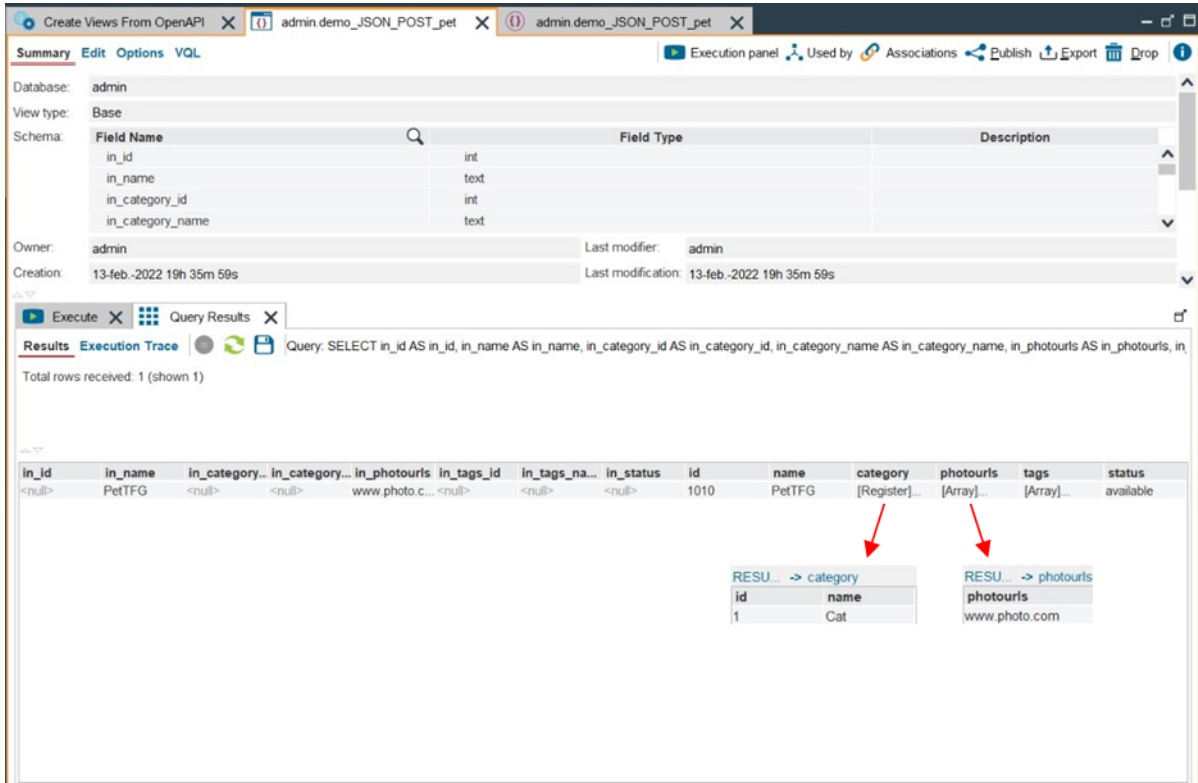 Create Views From OpenAPI admin.demo_JSON_POST_pet admin.demo_JSON_POST_pet
Summary Edit Options VQL Execution panel Used by Associations Publish Export Drop
Database: admin
View type: Base
Schema: Field Name Field Type Description
in_id int
in_name text
in_category_id int
in_category_name text
Owner: admin Last modifier: admin
Creation: 13-feb.-2022 19h 35m 59s Last modification: 13-feb.-2022 19h 35m 59s
Execute Query Results
Results Execution Trace Query: SELECT in_id AS in_id, in_name AS in_name, in_category_id AS in_category_id, in_category_name AS in_category_name, in_photourls AS in_photourls, in_
Total rows received: 1 (shown 1)
in_id in_name in_category... in_category... in_photourls in_tags_id in_tags_na... in_status id name category photourls tags status
<null> PetTFG <null> <null> www.photo.c... <null> <null> <null> 1010 PetTFG [Register]... [Array]... [Array]... available
RESU... -> category RESU... -> photourls
id name photourls
1 Cat www.photo.com